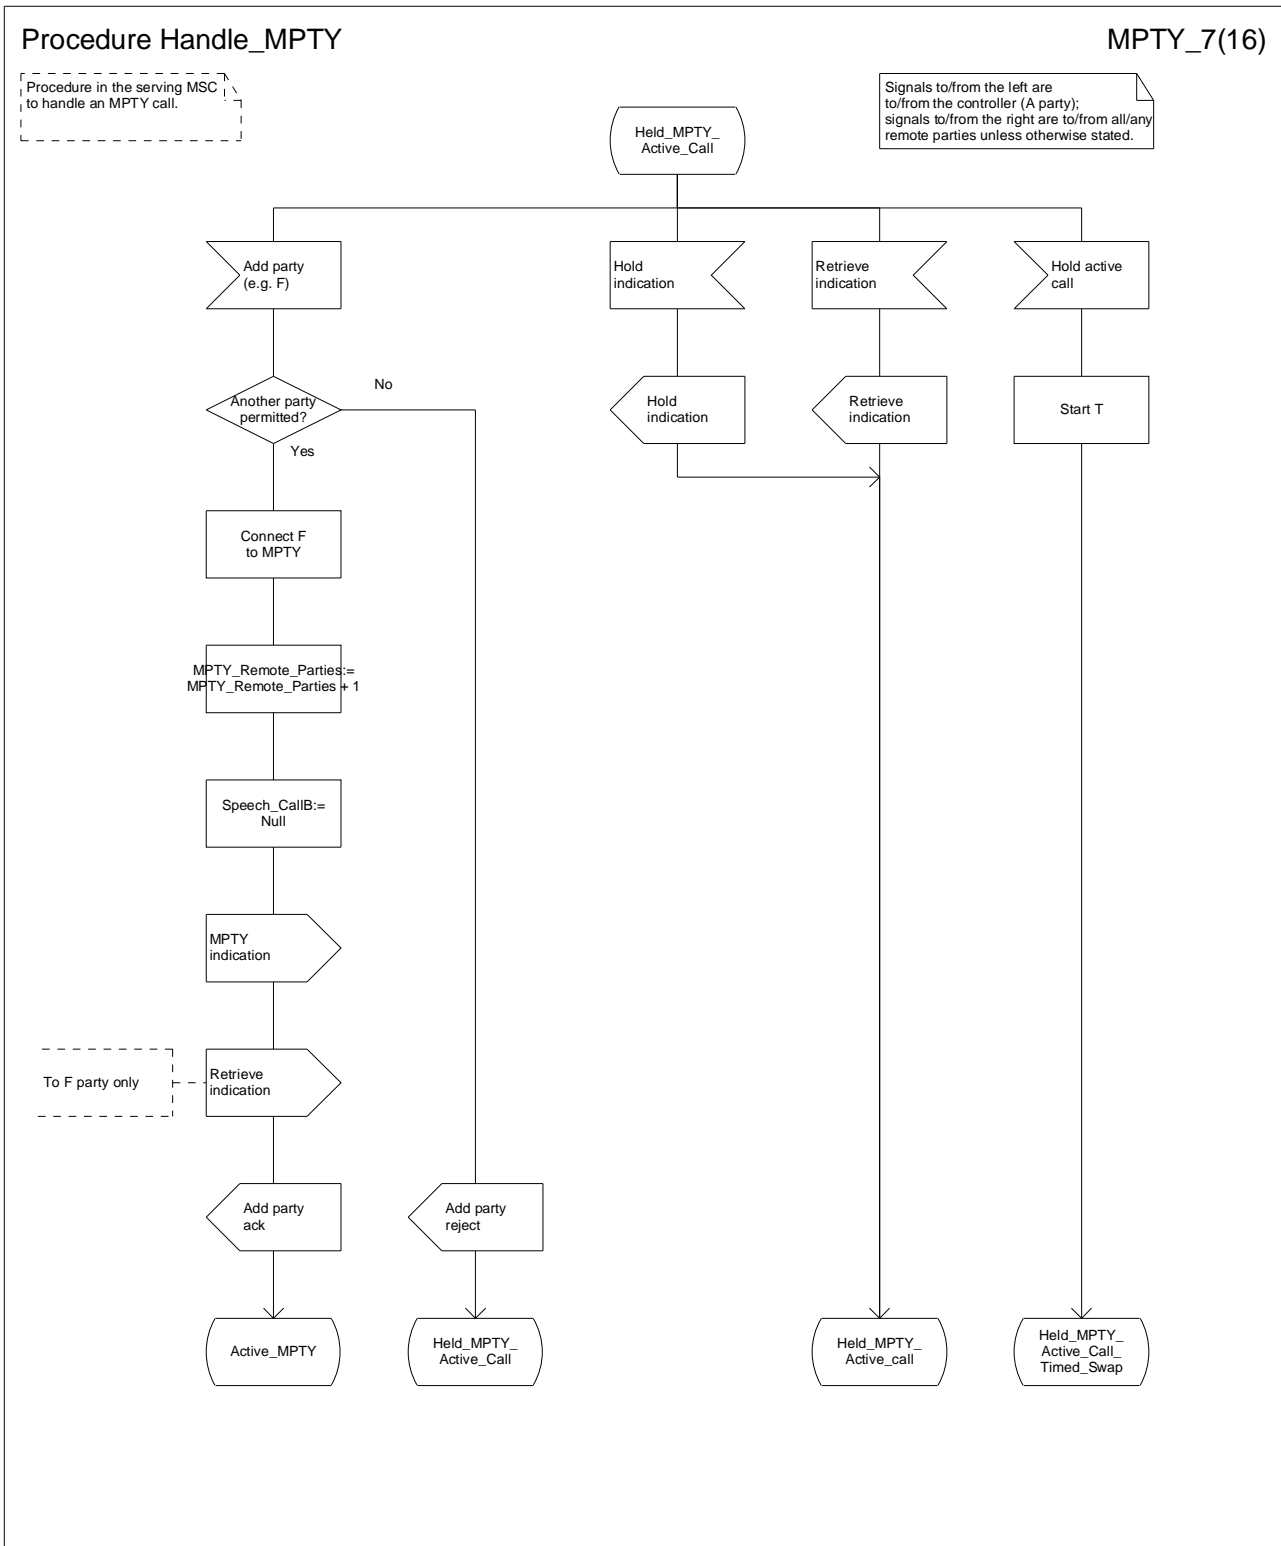 Procedure Handle_MPTY
MPTY_7(16)
Procedure in the serving MSC
to handle an MPTY call.
Signals to/from the left are
to/from the controller (A party);
signals to/from the right are to/from all/any
remote parties unless otherwise stated.
Held_MPTY_
Active_Call
Add party
(e.g. F)
Hold
indication
Retrieve
indication
Hold active
call
Another party
permitted?
No
Yes
Hold
indication
Retrieve
indication
Start T
Connect F
to MPTY
MPTY_Remote_Parties:=
MPTY_Remote_Parties + 1
Speech_CallB:=
Null
MPTY
indication
To F party only
Retrieve
indication
Add party
ack
Add party
reject
Active_MPTY
Held_MPTY_
Active_Call
Held_MPTY_
Active_call
Held_MPTY_
Active_Call_
Timed_Swap